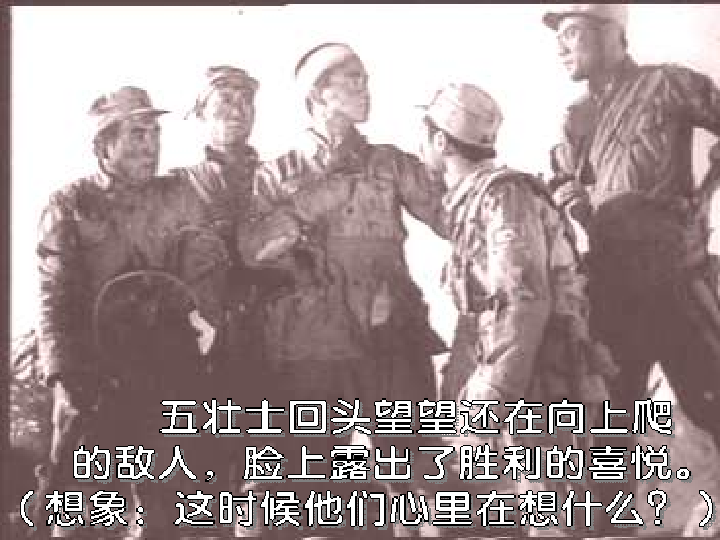 五壮士回头望望还在向上爬
的敌人，脸上露出了胜利的喜悦。
（想象：这时候他们心里在想什么？）